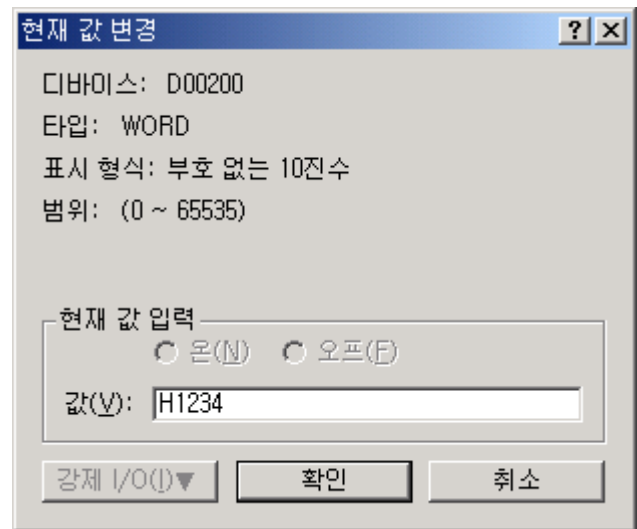 현재 값 변경
디바이스: D00200
타입: WORD
표시 형식: 부호 없는 10진수
범위: (0 ~ 65535)
현재 값 입력
온(N) 오프(F)
값(V): H1234
강제 I/O(I)▼ 확인 취소